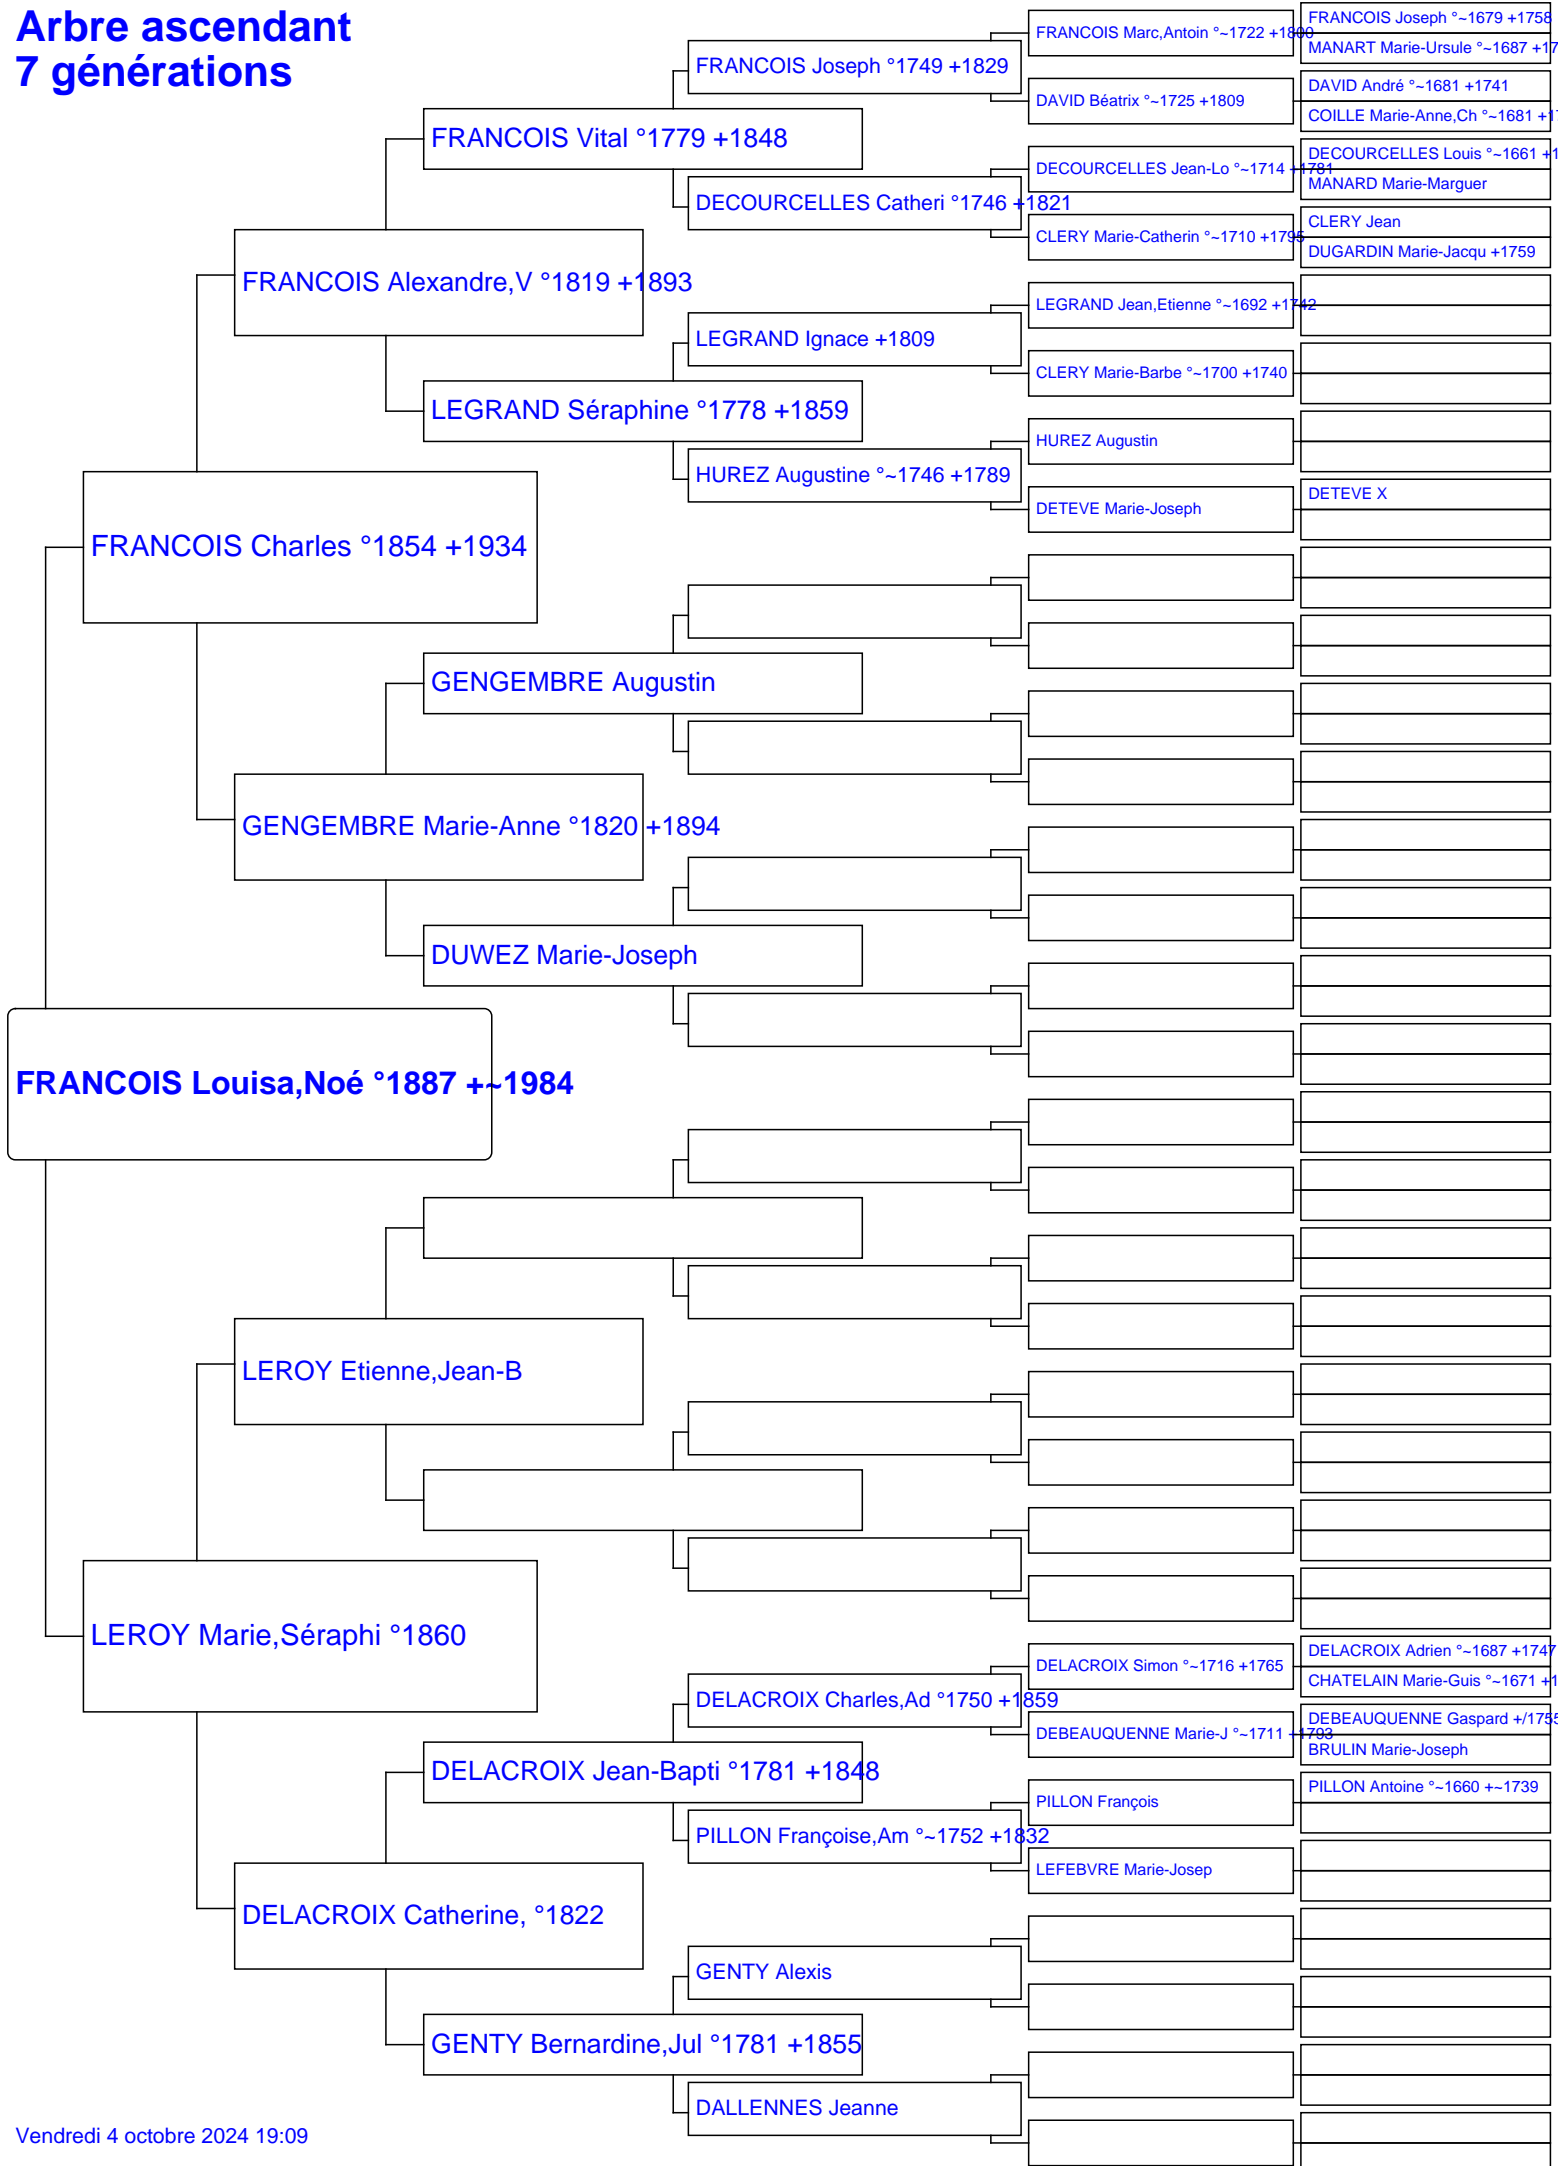 Arbre ascendant
7 générations
FRANCOIS Louisa,Noé °1887 +~1984
FRANCOIS Charles °1854 +1934
LEROY Marie,Séraphi °1860
FRANCOIS Alexandre,V °1819 +1893
GENGEMBRE Marie-Anne °1820 +1894
LEROY Etienne,Jean-B
DELACROIX Catherine, °1822
FRANCOIS Vital °1779 +1848
LEGRAND Séraphine °1778 +1859
GENGEMBRE Augustin
DUWEZ Marie-Joseph
DELACROIX Jean-Bapti °1781 +1848
GENTY Bernardine,Jul °1781 +1855
FRANCOIS Joseph °1749 +1829
DECOURCELLES Catheri °1746 +1821
LEGRAND Ignace +1809
HUREZ Augustine °~1746 +1789
DELACROIX Charles,Ad °1750 +1859
PILLON Françoise,Am °~1752 +1832
GENTY Alexis
DALLENNES Jeanne
FRANCOIS Marc,Antoin °~1722 +1800
DAVID Béatrix °~1725 +1809
DECOURCELLES Jean-Lo °~1714 +1781
CLERY Marie-Catherin °~1710 +1795
LEGRAND Jean,Etienne °~1692 +1742
CLERY Marie-Barbe °~1700 +1740
HUREZ Augustin
DETEVE Marie-Joseph
DELACROIX Simon °~1716 +1765
DEBEAUQUENNE Marie-J °~1711 +1793
PILLON François
LEFEBVRE Marie-Josep
FRANCOIS Joseph °~1679 +1758
MANART Marie-Ursule °~1687 +17
DAVID André °~1681 +1741
COILLE Marie-Anne,Ch °~1681 +1
DECOURCELLES Louis °~1661 +1
MANARD Marie-Marguer
CLERY Jean
DUGARDIN Marie-Jacqu +1759
DETEVE X
DELACROIX Adrien °~1687 +1747
CHATELAIN Marie-Guis °~1671 +1
DEBEAUQUENNE Gaspard +/1755
BRULIN Marie-Joseph
PILLON Antoine °~1660 +~1739
Vendredi 4 octobre 2024 19:09